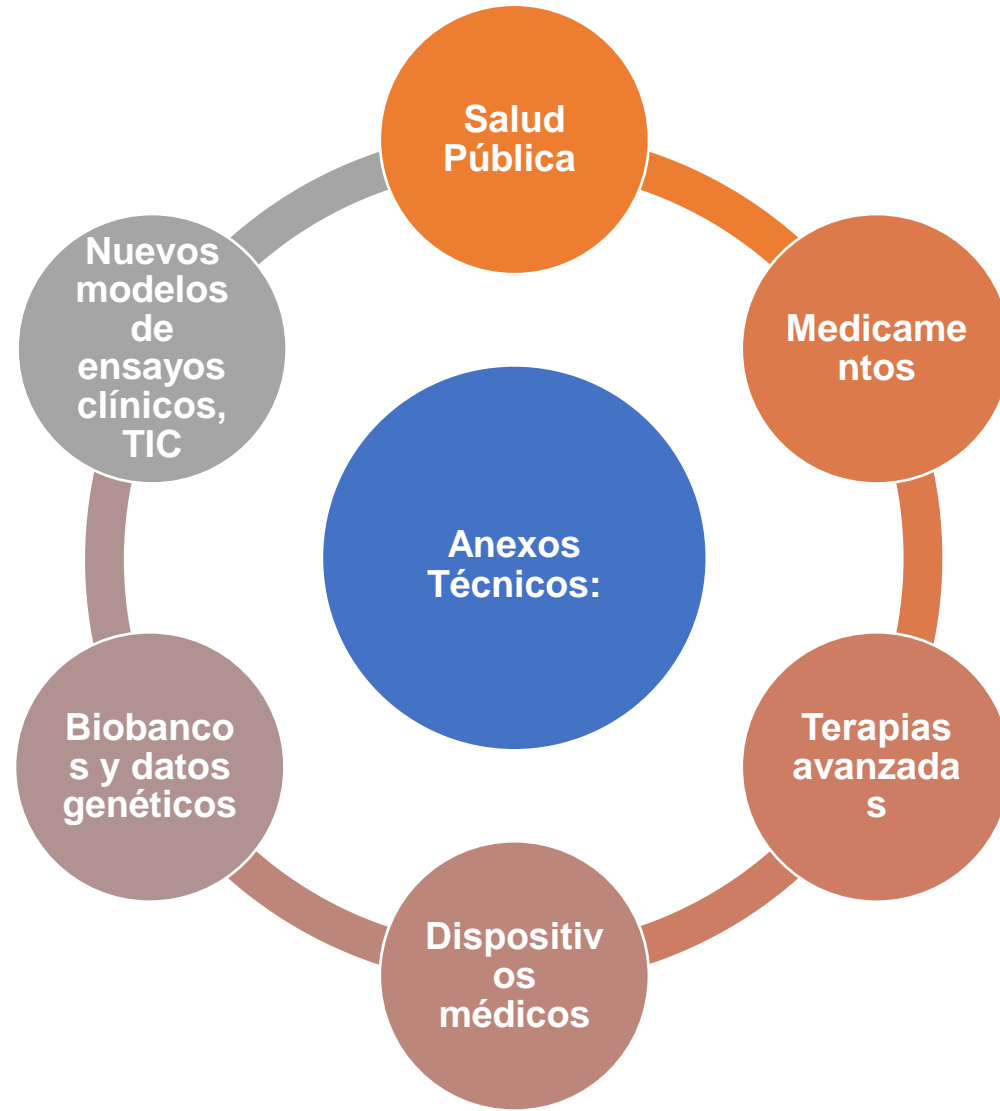 Salud
Pública
Medicame
ntos
Terapias
avanzada
s
Dispositiv
os
médicos
Biobanco
s y datos
genéticos
Nuevos
modelos
de
ensayos
clínicos,
TIC
Anexos
Técnicos: